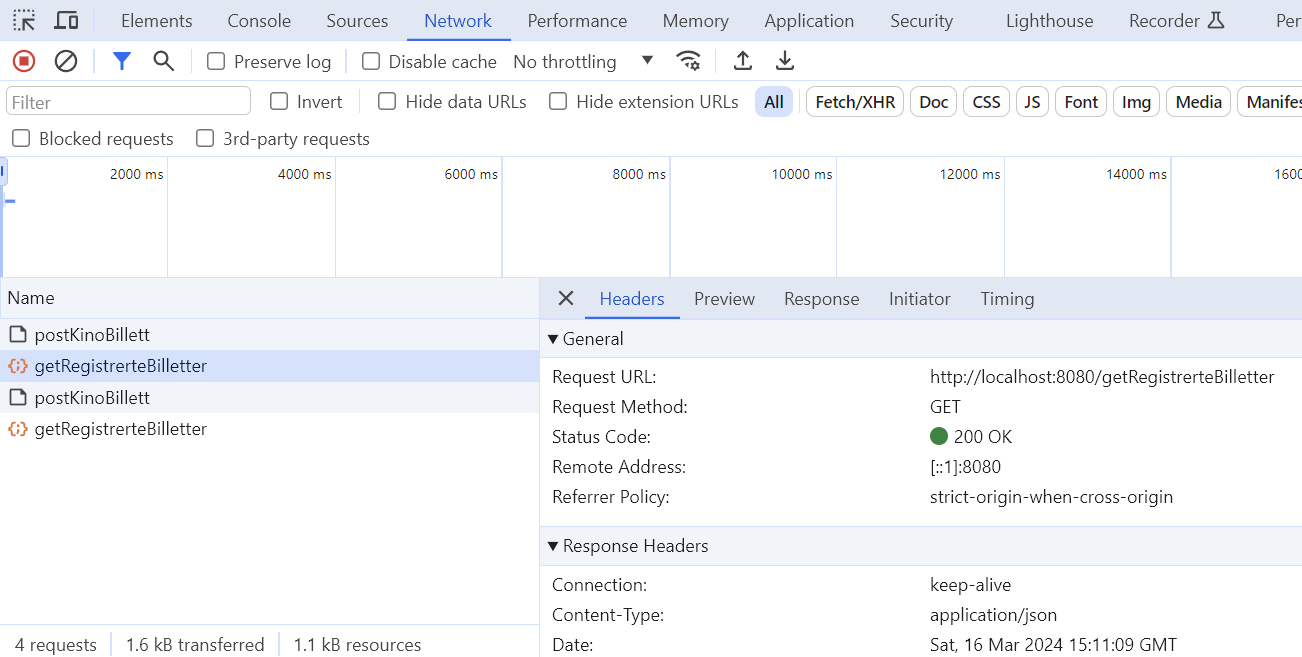 Elements Console Sources Network Performance Memory Application Security Lighthouse Recorder Per
Preserve log Disable cache No throttling
Filter Invert Hide data URLs Hide extension URLs All Fetch/XHR Doc CSS JS Font Img Media Manifes
Blocked requests 3rd-party requests
2000 ms 4000 ms 6000 ms 8000 ms 10000 ms 12000 ms 14000 ms 1600
Name
Headers Preview Response Initiator Timing
postKinoBillett
getRegistrerteBilletter
postKinoBillett
getRegistrerteBilletter
General
Request URL: http://localhost:8080/getRegistrerteBilletter
Request Method: GET
Status Code: 200 OK
Remote Address: [::1]:8080
Referrer Policy: strict-origin-when-cross-origin
Response Headers
Connection: keep-alive
Content-Type: application/json
Date: Sat, 16 Mar 2024 15:11:09 GMT
4 requests 1.6 kB transferred 1.1 kB resources